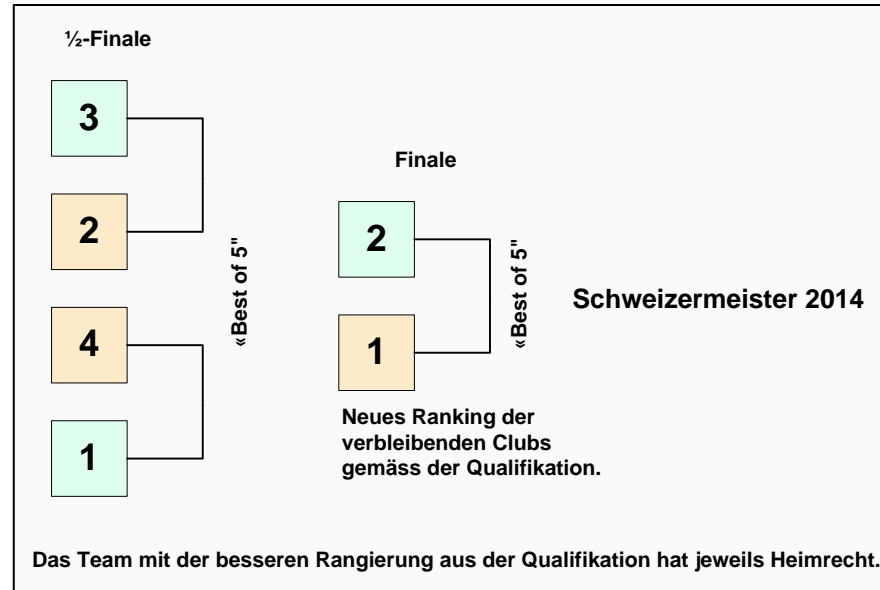 ½-Finale
3
2
4
1
«Best of 5"
Finale
2
1
«Best of 5"
Neues Ranking der
verbleibenden Clubs
gemäss der Qualifikation.
Schweizermeister 2014
Das Team mit der besseren Rangierung aus der Qualifikation hat jeweils Heimrecht.